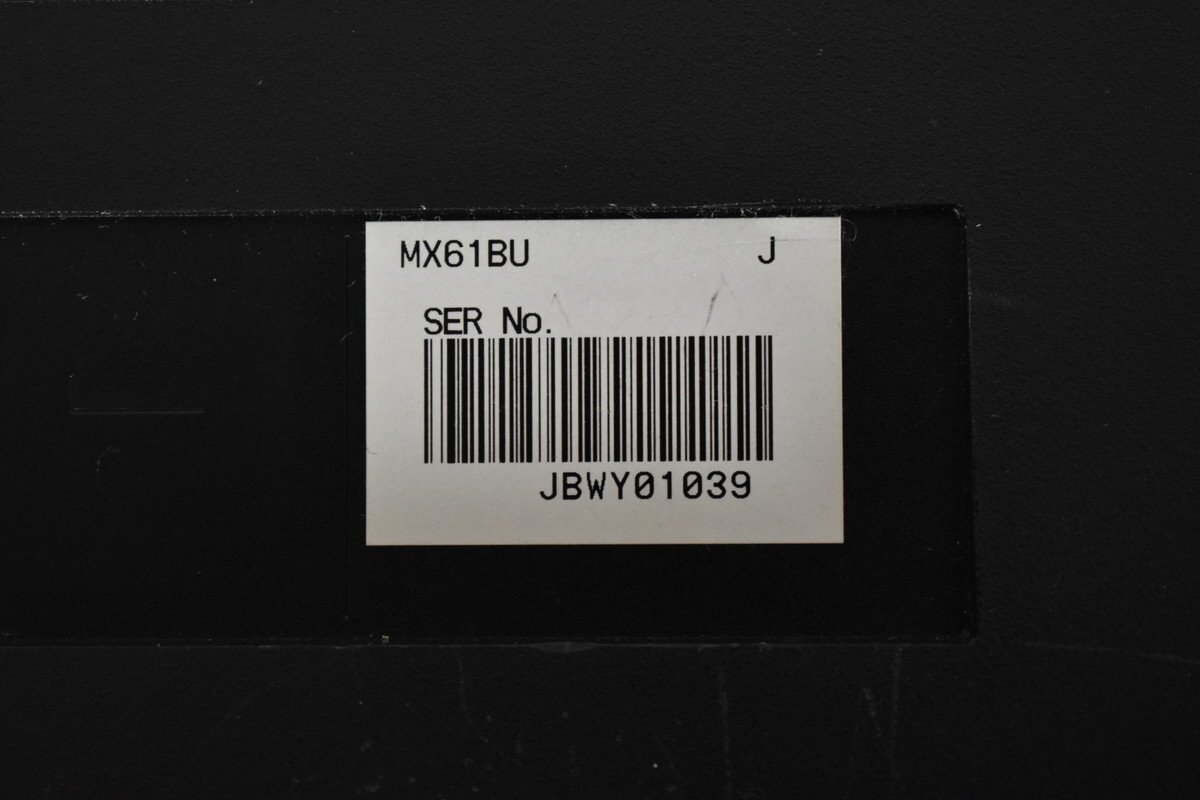 MX61BU J
SER No.
JBWY01039